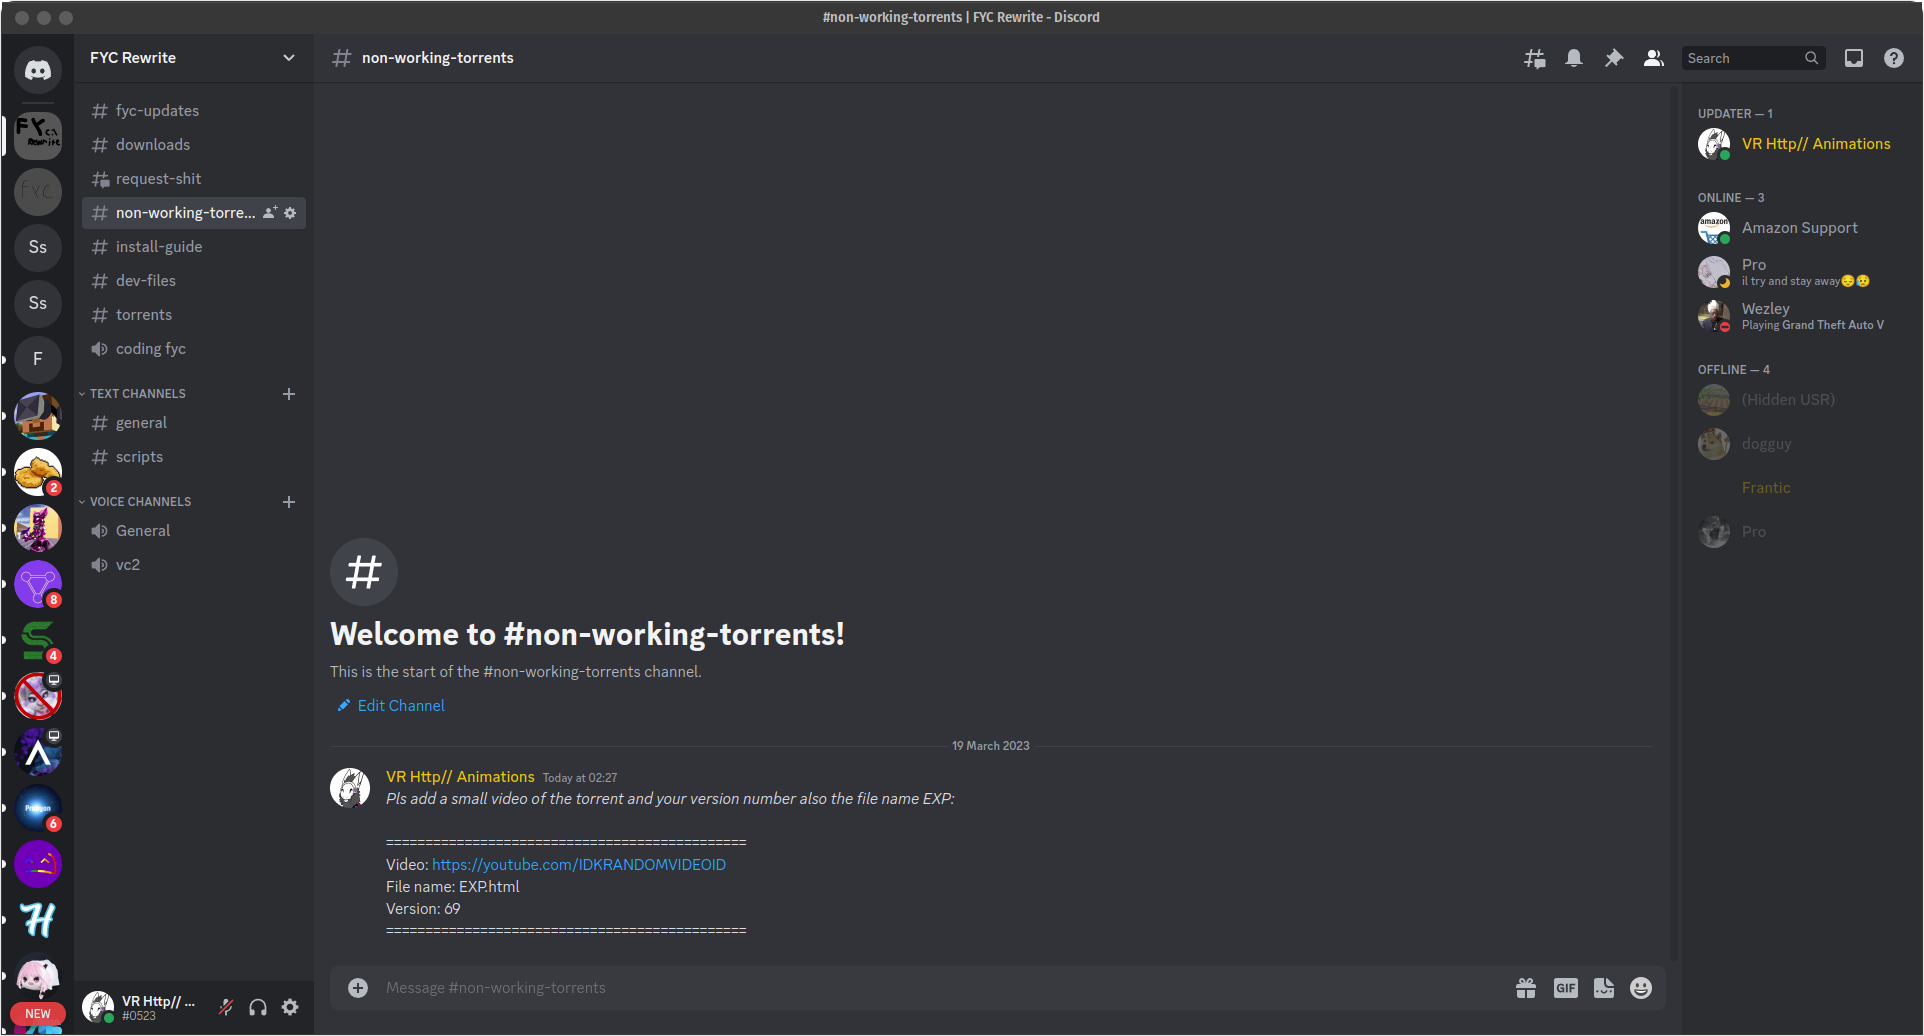 #non-working-torrents | FYC Rewrite - Discord
FYC Rewrite
non-working-torrents
Search
FYC
Rewrite
FYC
Ss
Ss
F
2
8
4
6
NEW
fyc-updates
downloads
request-shit
non-working-torre...
install-guide
dev-files
torrents
coding fyc
TEXT CHANNELS
general
scripts
VOICE CHANNELS
General
vc2
VR Http// ...
#0523
Welcome to #non-working-torrents!
This is the start of the #non-working-torrents channel.
Edit Channel
19 March 2023
VR Http// Animations Today at 02:27
Pls add a small video of the torrent and your version number also the file name EXP:
==============================================
Video: https://youtube.com/IDKRANDOMVIDEOID
File name: EXP.html
Version: 69
==============================================
Message #non-working-torrents
GIF
UPDATER — 1
VR Http// Animations
ONLINE — 3
amazon
Amazon Support
Pro
il try and stay away😔😥
Wezley
Playing Grand Theft Auto V
OFFLINE — 4
(Hidden USR)
dogguy
Frantic
Pro